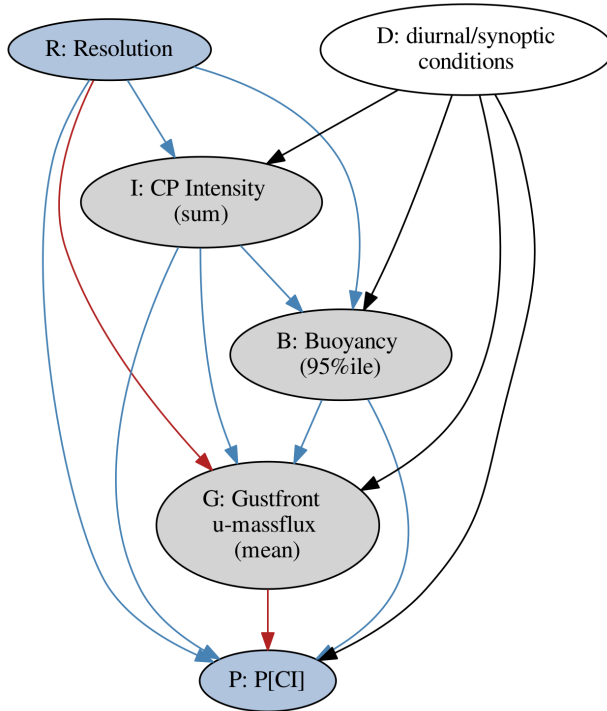 R: Resolution
D: diurnal/synoptic
conditions
I: CP Intensity
(sum)
B: Buoyancy
(95%ile)
G: Gustfront
u-massflux
(mean)
P: P[CI]